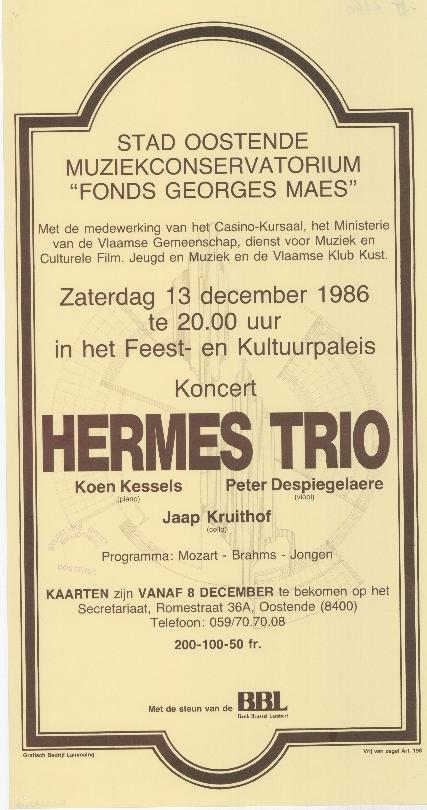 STAD OOSTENDE
MUZIEKCONSERVATORIUM
“FONDS GEORGES MAES”
Met de medewerking van het Casino-Kursaal, het Ministerie
van de Vlaamse Gemeenschap, dienst voor Muziek en
Culturele Film. Jeugd en Muziek en de Vlaamse Klub Kust.
Zaterdag 13 december 1986
te 20.00 uur
in het Feest- en Kultuurpaleis
Koncert
HERMES TRIO
Koen Kessels Peter Despiegelaere
(piano) (viool)
Jaap Kruithof
(cello)
Programma: Mozart - Brahms - Jongen
OOSTENDE
KAARTEN zijn VANAF 8 DECEMBER te bekomen op het
Secretariaat, Romestraat 36A, Oostende (8400)
Telefoon: 059/70.70.08
200-100-50 fr.
Met de steun van de BBL
Bank Brussel Lambert
Grafisch Bedrijf Lammaing Vrij van zegel Art. 198